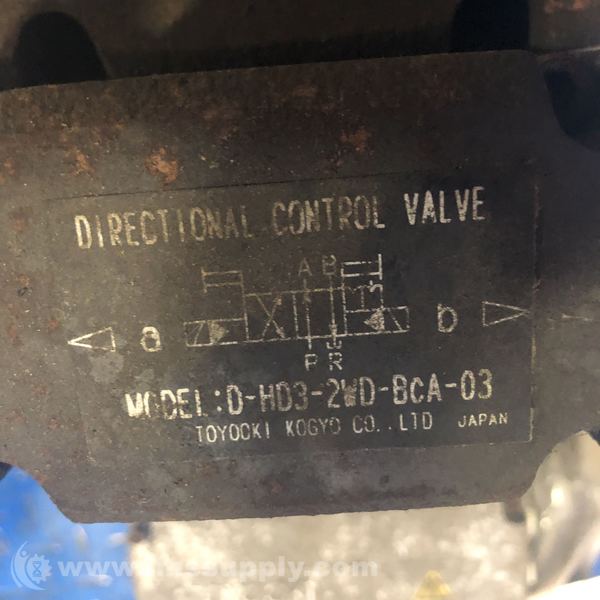 DIRECTIONAL CONTROL VALVE
A B
a b
P R
MODEL:D-HD3-2WD-BCA-03
TOYOOKI KOGYO CO.,LTD JAPAN